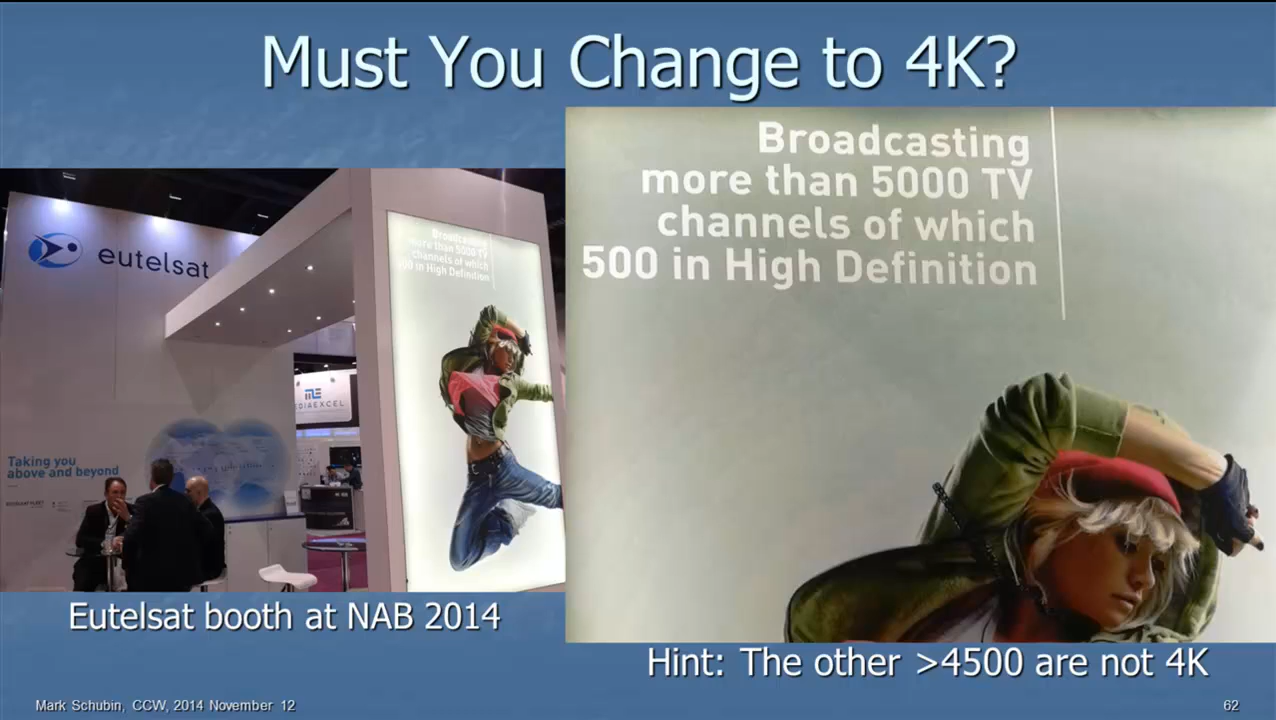 Must You Change to 4K?
eutelsat
Broadcasting
more than 5000 TV
channels of which
500 in High Definition
Taking you
above and beyond
Broadcasting
more than 5000 TV
channels of which
500 in High Definition
Eutelsat booth at NAB 2014
Hint: The other >4500 are not 4K
Mark Schubin, CCW, 2014 November 12
62